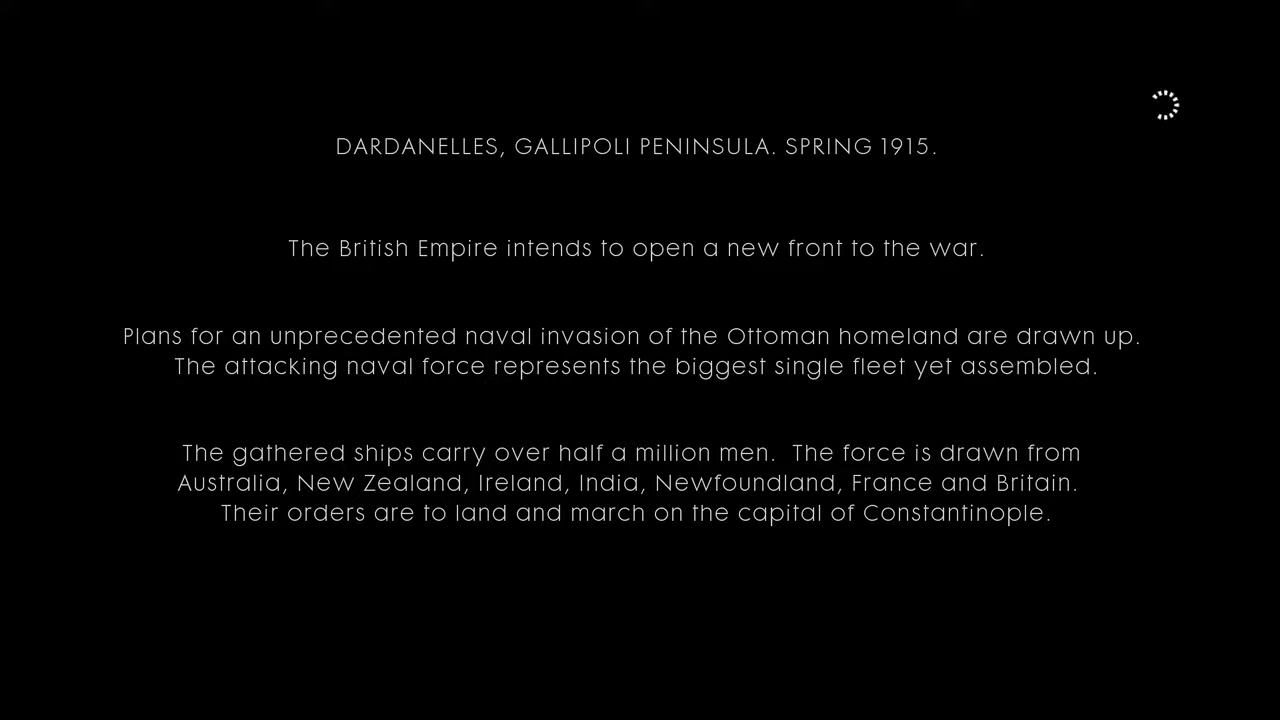 DARDANELLES, GALLIPOLI PENINSULA. SPRING 1915.
The British Empire intends to open a new front to the war.
Plans for an unprecedented naval invasion of the Ottoman homeland are drawn up.
The attacking naval force represents the biggest single fleet yet assembled.
The gathered ships carry over half a million men.  The force is drawn from
Australia, New Zealand, Ireland, India, Newfoundland, France and Britain.
Their orders are to land and march on the capital of Constantinople.